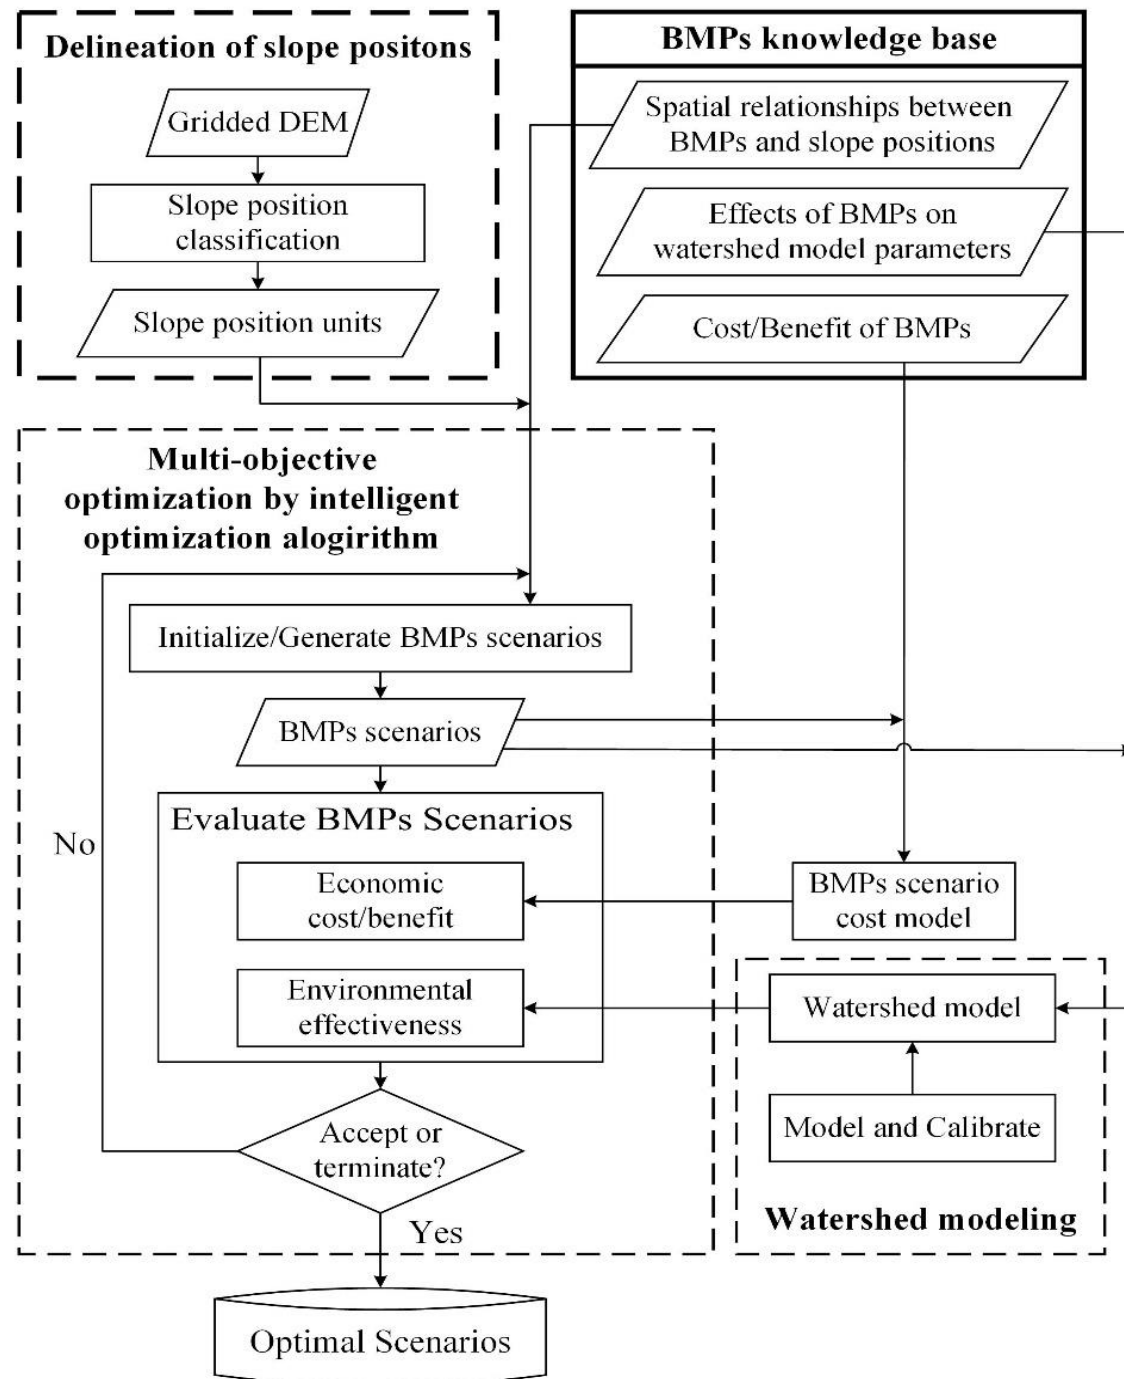 Delineation of slope positons
Gridded DEM
Slope position
classification
Slope position units
BMPs knowledge base
Spatial relationships between
BMPs and slope positions
Effects of BMPs on
watershed model parameters
Cost/Benefit of BMPs
Multi-objective
optimization by intelligent
optimization alogirithm
Initialize/Generate BMPs scenarios
BMPs scenarios
Evaluate BMPs Scenarios
No
Economic
cost/benefit
BMPs scenario
cost model
Environmental
effectiveness
Watershed model
Accept or
terminate?
Model and Calibrate
Yes
Watershed modeling
Optimal Scenarios